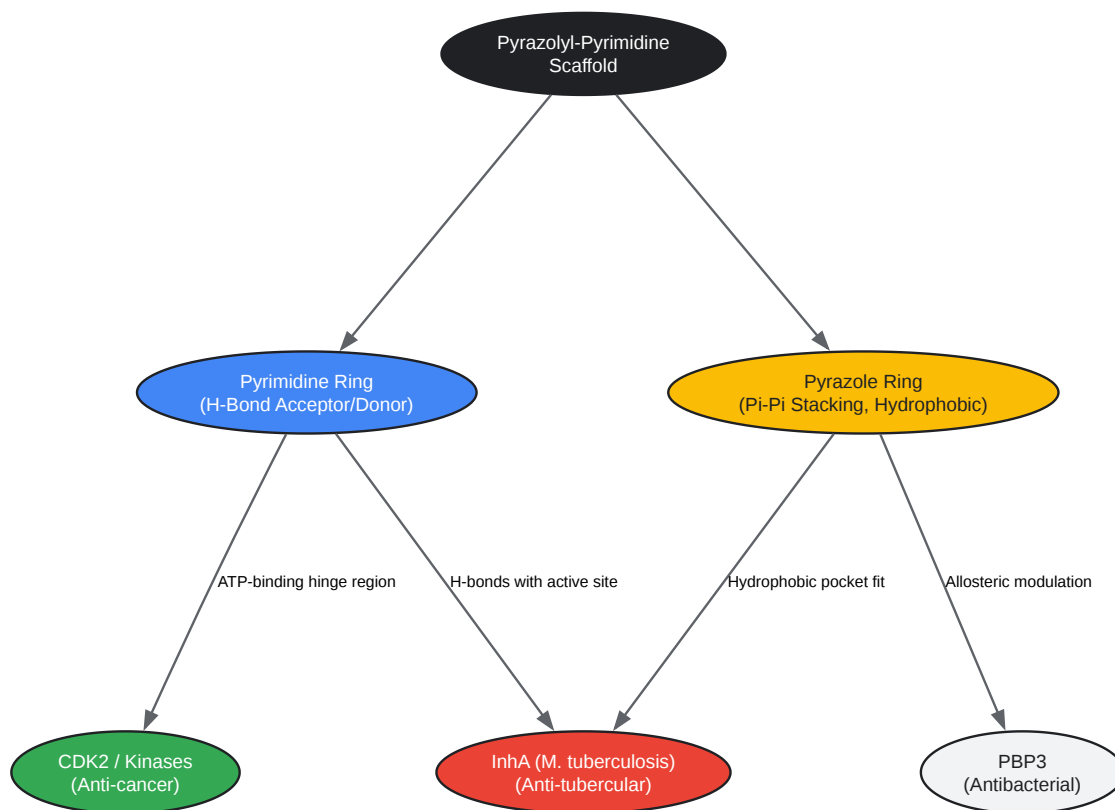 Pyrazolyl-Pyrimidine
Scaffold
Pyrimidine Ring
(H-Bond Acceptor/Donor)
Pyrazole Ring
(Pi-Pi Stacking, Hydrophobic)
ATP-binding hinge region
H-bonds with active site
Hydrophobic pocket fit
Allosteric modulation
CDK2 / Kinases
(Anti-cancer)
InhA (M. tuberculosis)
(Anti-tubercular)
PBP3
(Antibacterial)